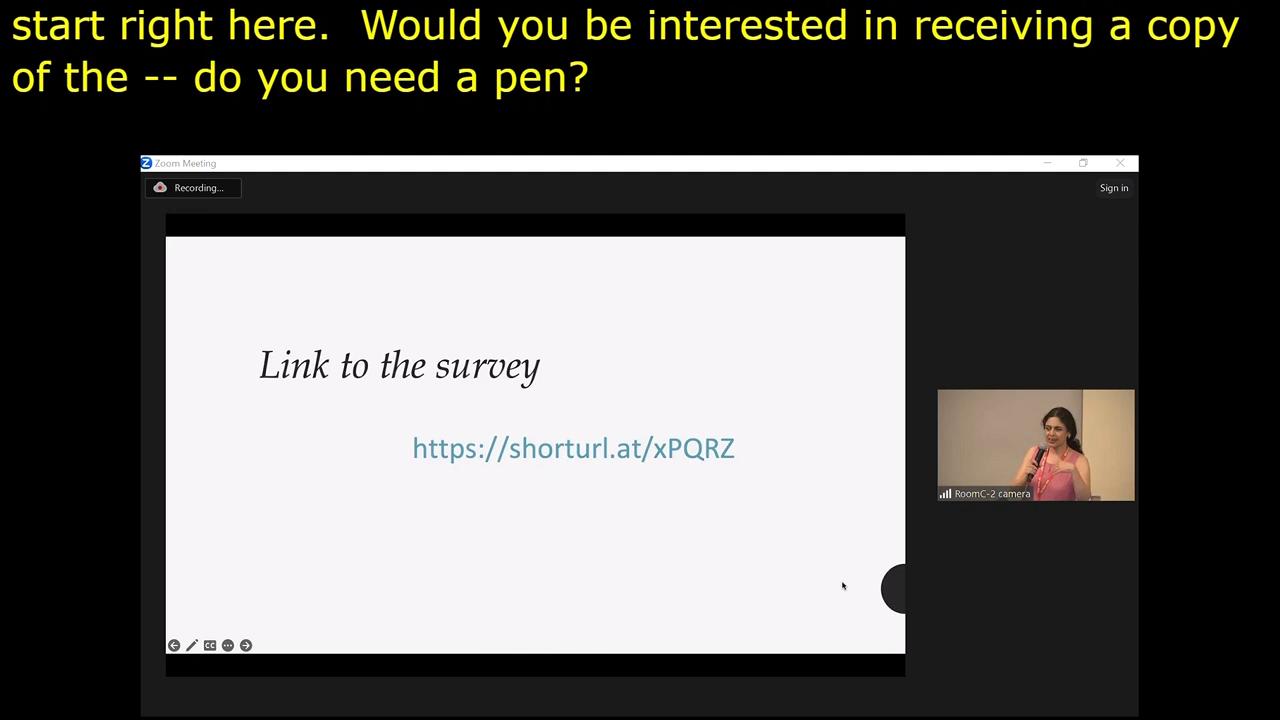 start right here.  Would you be interested in receiving a copy
of the -- do you need a pen?
Zoom Meeting
Recording...
Sign in
Link to the survey
https://shorturl.at/xPQRZ
RoomC-2 camera
CC